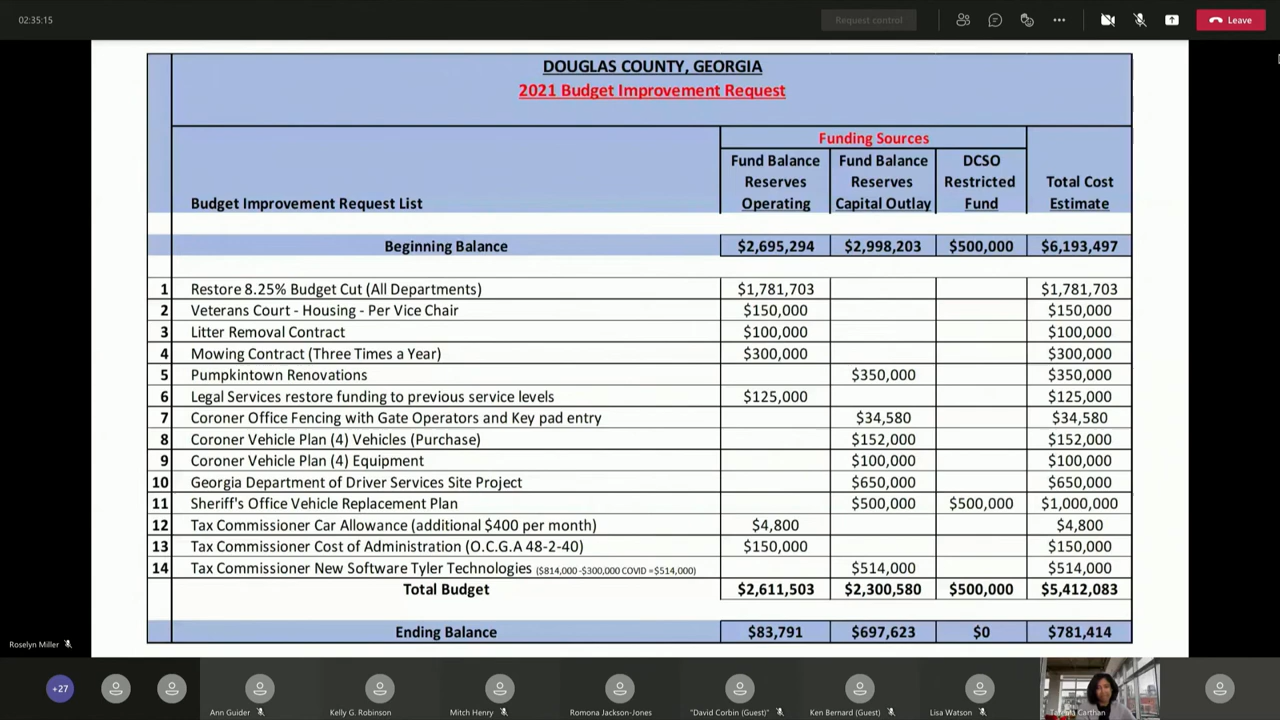 02:35:15
Request control
Leave
DOUGLAS COUNTY, GEORGIA
2021 Budget Improvement Request
Funding Sources
Budget Improvement Request List
Fund Balance Reserves Operating
Fund Balance Reserves Capital Outlay
DCSO Restricted Fund
Total Cost Estimate
Beginning Balance $2,695,294 $2,998,203 $500,000 $6,193,497
1 Restore 8.25% Budget Cut (All Departments) $1,781,703 $1,781,703
2 Veterans Court - Housing - Per Vice Chair $150,000 $150,000
3 Litter Removal Contract $100,000 $100,000
4 Mowing Contract (Three Times a Year) $300,000 $300,000
5 Pumpkintown Renovations $350,000 $350,000
6 Legal Services restore funding to previous service levels $125,000 $125,000
7 Coroner Office Fencing with Gate Operators and Key pad entry $34,580 $34,580
8 Coroner Vehicle Plan (4) Vehicles (Purchase) $152,000 $152,000
9 Coroner Vehicle Plan (4) Equipment $100,000 $100,000
10 Georgia Department of Driver Services Site Project $650,000 $650,000
11 Sheriff's Office Vehicle Replacement Plan $500,000 $500,000 $1,000,000
12 Tax Commissioner Car Allowance (additional $400 per month) $4,800 $4,800
13 Tax Commissioner Cost of Administration (O.C.G.A 48-2-40) $150,000 $150,000
14 Tax Commissioner New Software Tyler Technologies ($814,000 -$300,000 COVID =$514,000) $514,000 $514,000
Total Budget $2,611,503 $2,300,580 $500,000 $5,412,083
Ending Balance $83,791 $697,623 $0 $781,414
Roselyn Miller
+27
Ann Guider
Kelly G. Robinson
Mitch Henry
Romona Jackson-Jones
"David Corbin (Guest)"
Ken Bernard (Guest)
Lisa Watson
Carthan